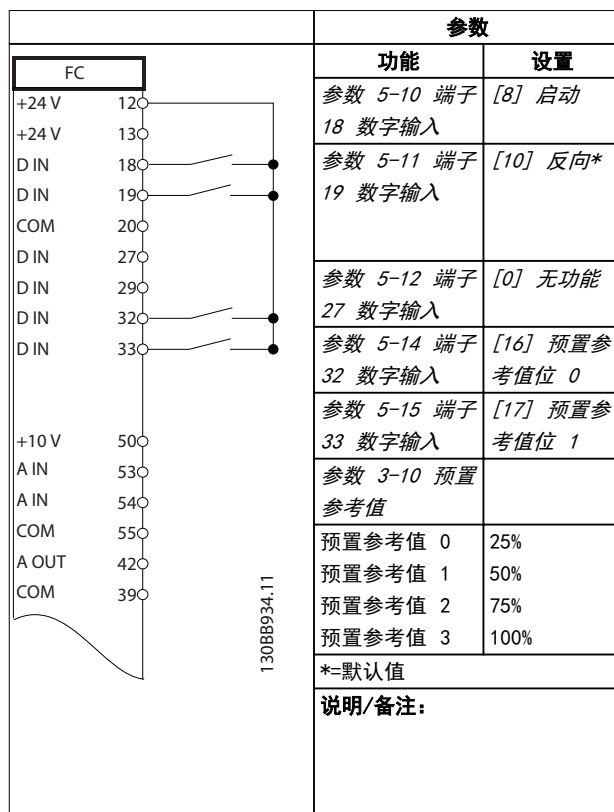 FC
+24 V 12
+24 V 13
D IN 18
D IN 19
COM 20
D IN 27
D IN 29
D IN 32
D IN 33
+10 V 50
A IN 53
A IN 54
COM 55
A OUT 42
COM 39
130BB934.11
参数
功能 设置
参数 5-10 端子 [8] 启动
18 数字输入
参数 5-11 端子 [10] 反向*
19 数字输入
参数 5-12 端子 [0] 无功能
27 数字输入
参数 5-14 端子 [16] 预置参
32 数字输入 考值位 0
参数 5-15 端子 [17] 预置参
33 数字输入 考值位 1
参数 3-10 预置
参考值
预置参考值 0 25%
预置参考值 1 50%
预置参考值 2 75%
预置参考值 3 100%
*=默认值
说明/备注：